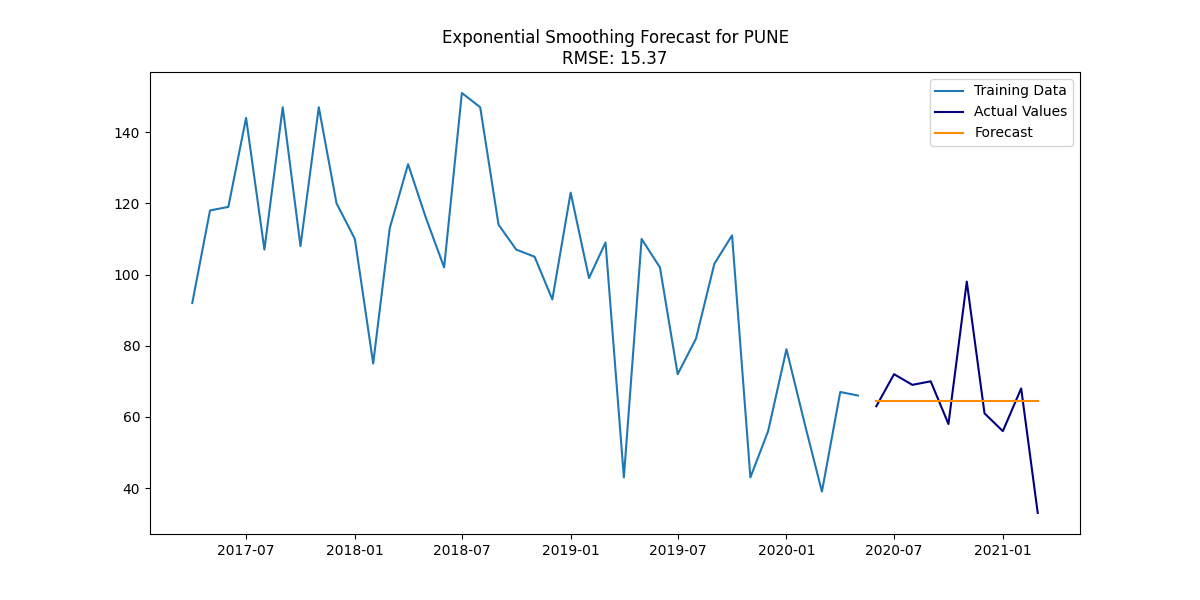 Exponential Smoothing Forecast for PUNE
RMSE: 15.37
Training Data
Actual Values
Forecast
140
120
100
80
60
40
2017-07 2018-01 2018-07 2019-01 2019-07 2020-01 2020-07 2021-01